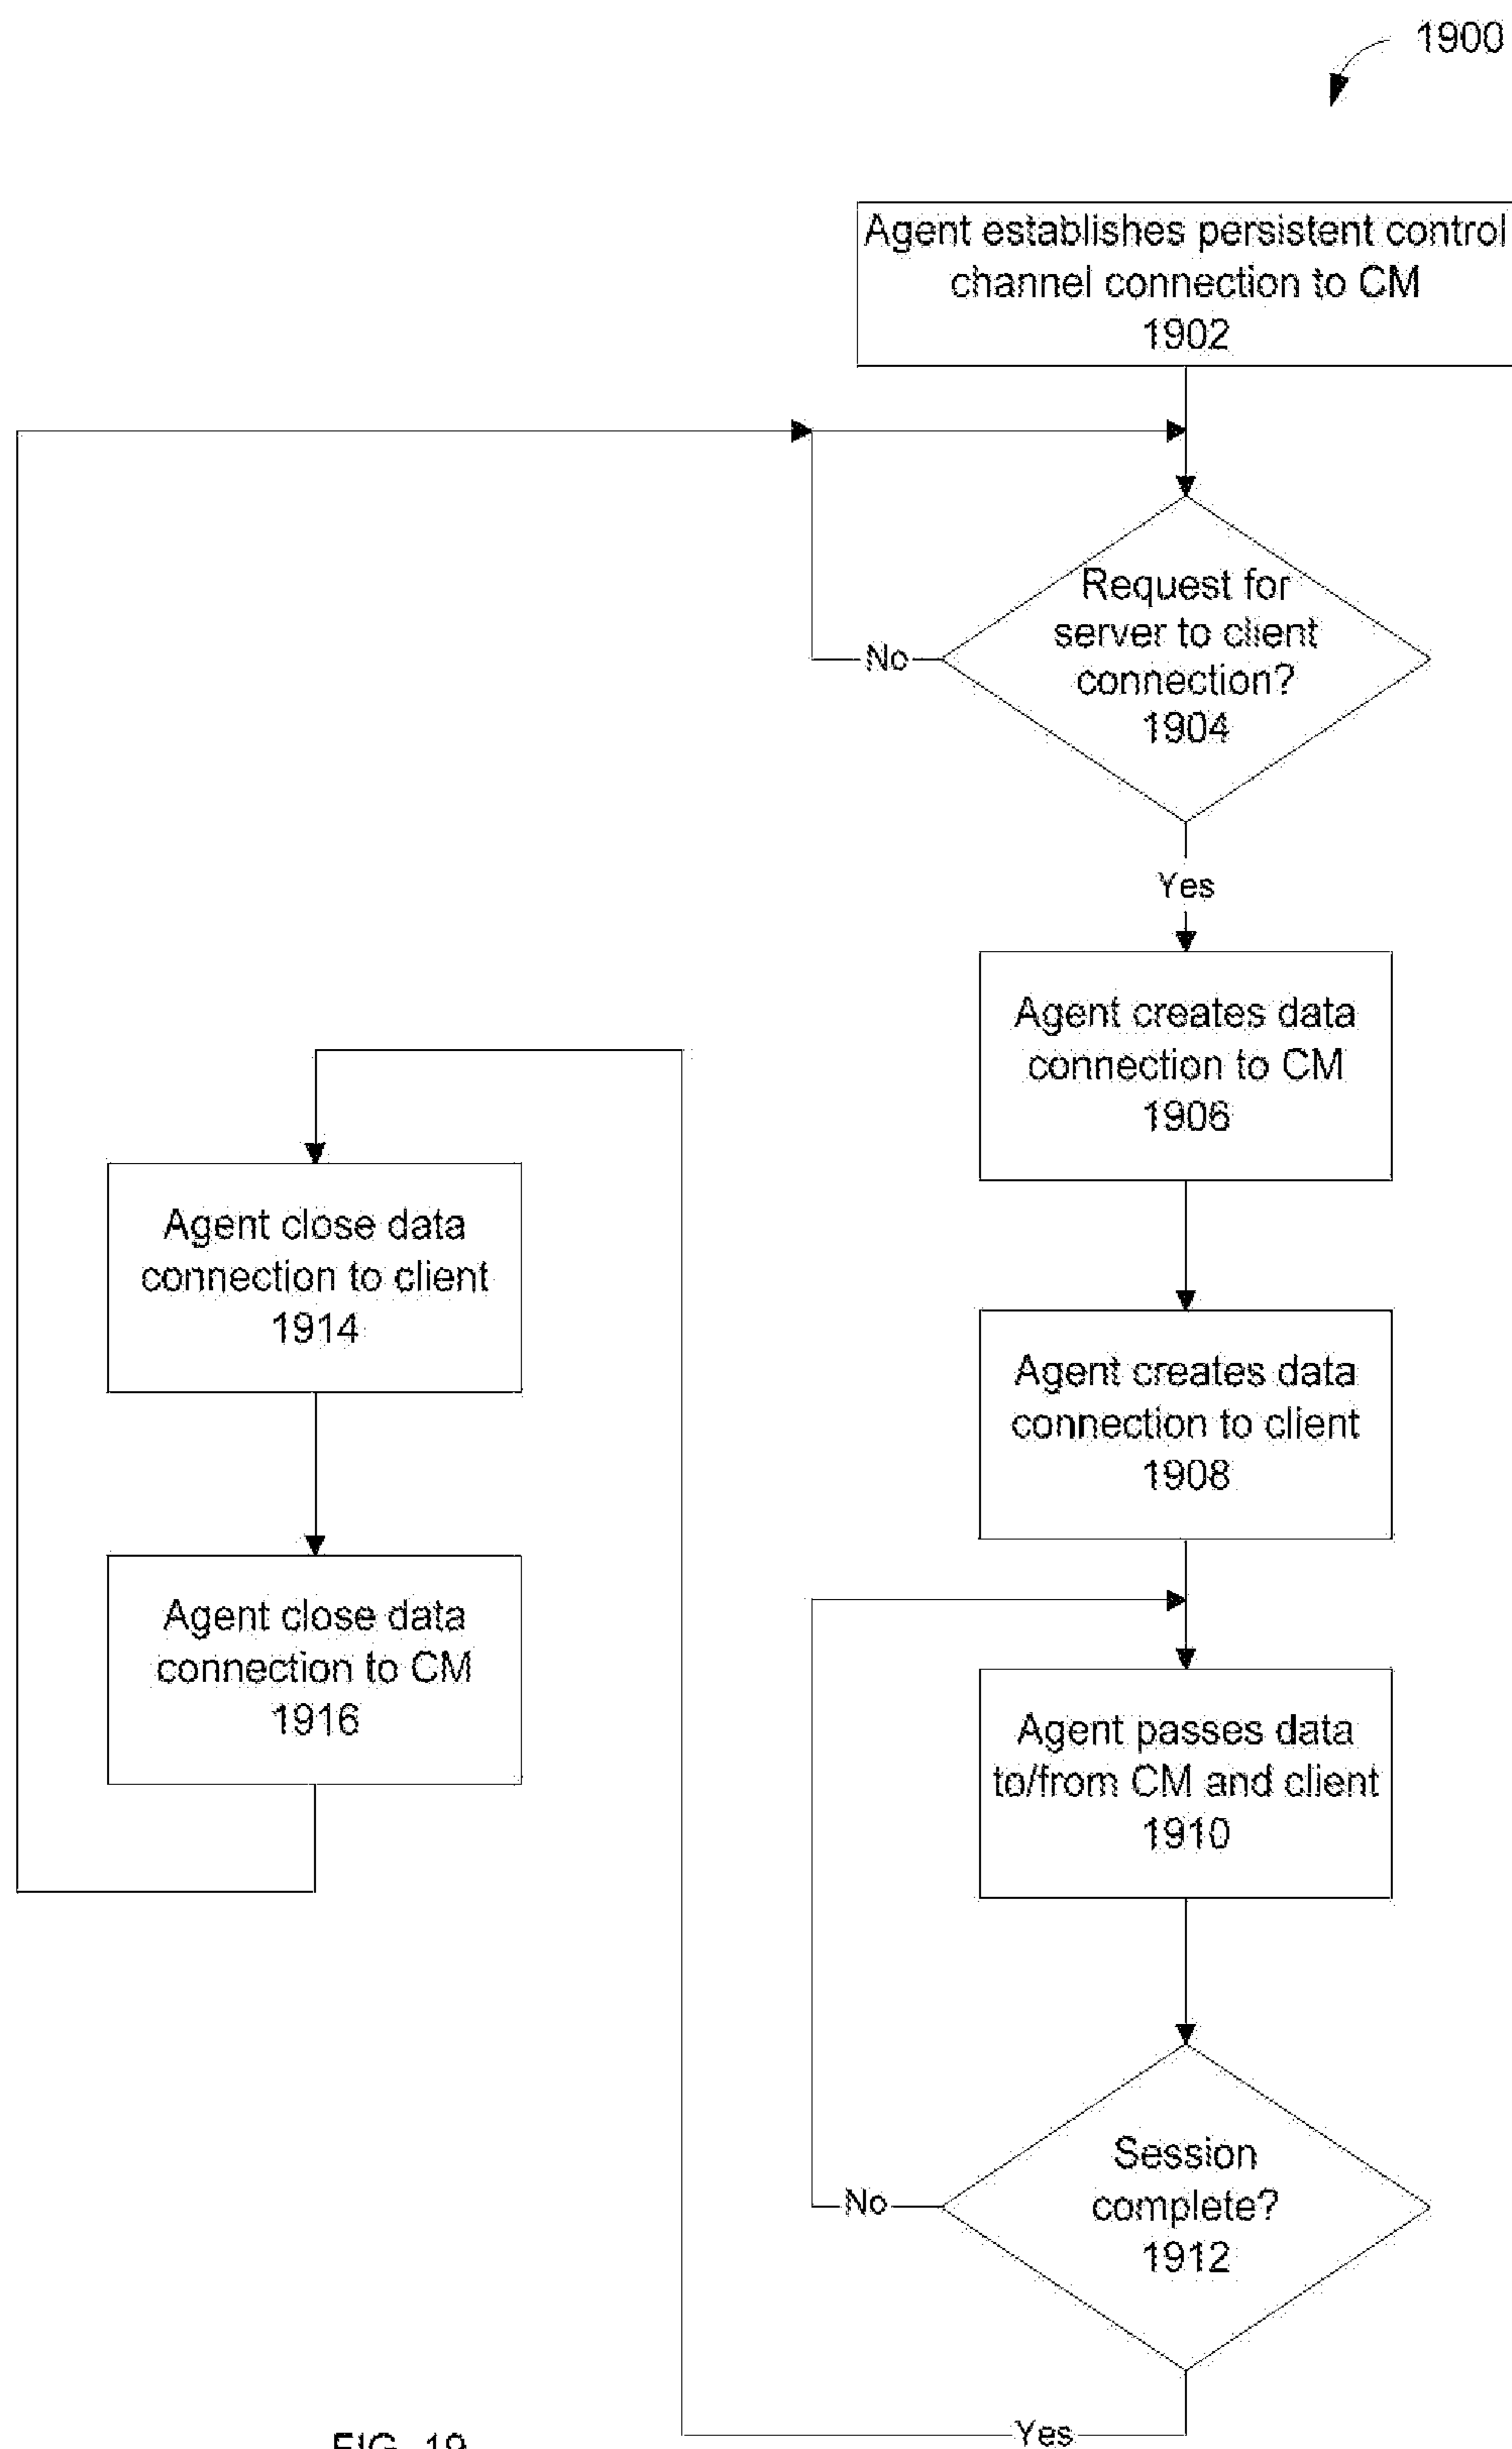 1900
Agent establishes persistent control
channel connection to CM
1902
Request for
server to client
connection?
1904
No
Yes
Agent creates data
connection to CM
1906
Agent creates data
connection to client
1908
Agent passes data
to/from CM and client
1910
Session
complete?
1912
No
Yes
Agent close data
connection to client
1914
Agent close data
connection to CM
1916
FIG. 19